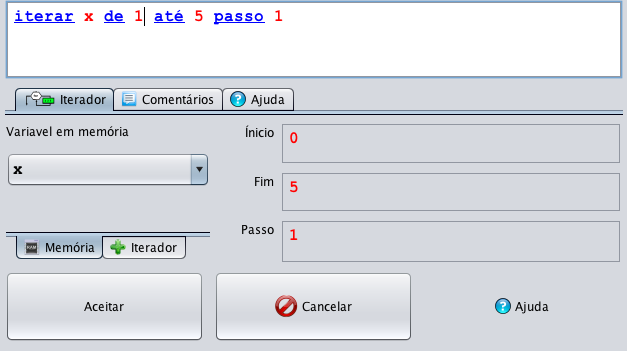 iterar x de 1 até 5 passo 1
Iterador Comentários Ajuda
Variavel em memória
x
Ínicio 0
Fim 5
Passo 1
Memória Iterador
Aceitar Cancelar Ajuda